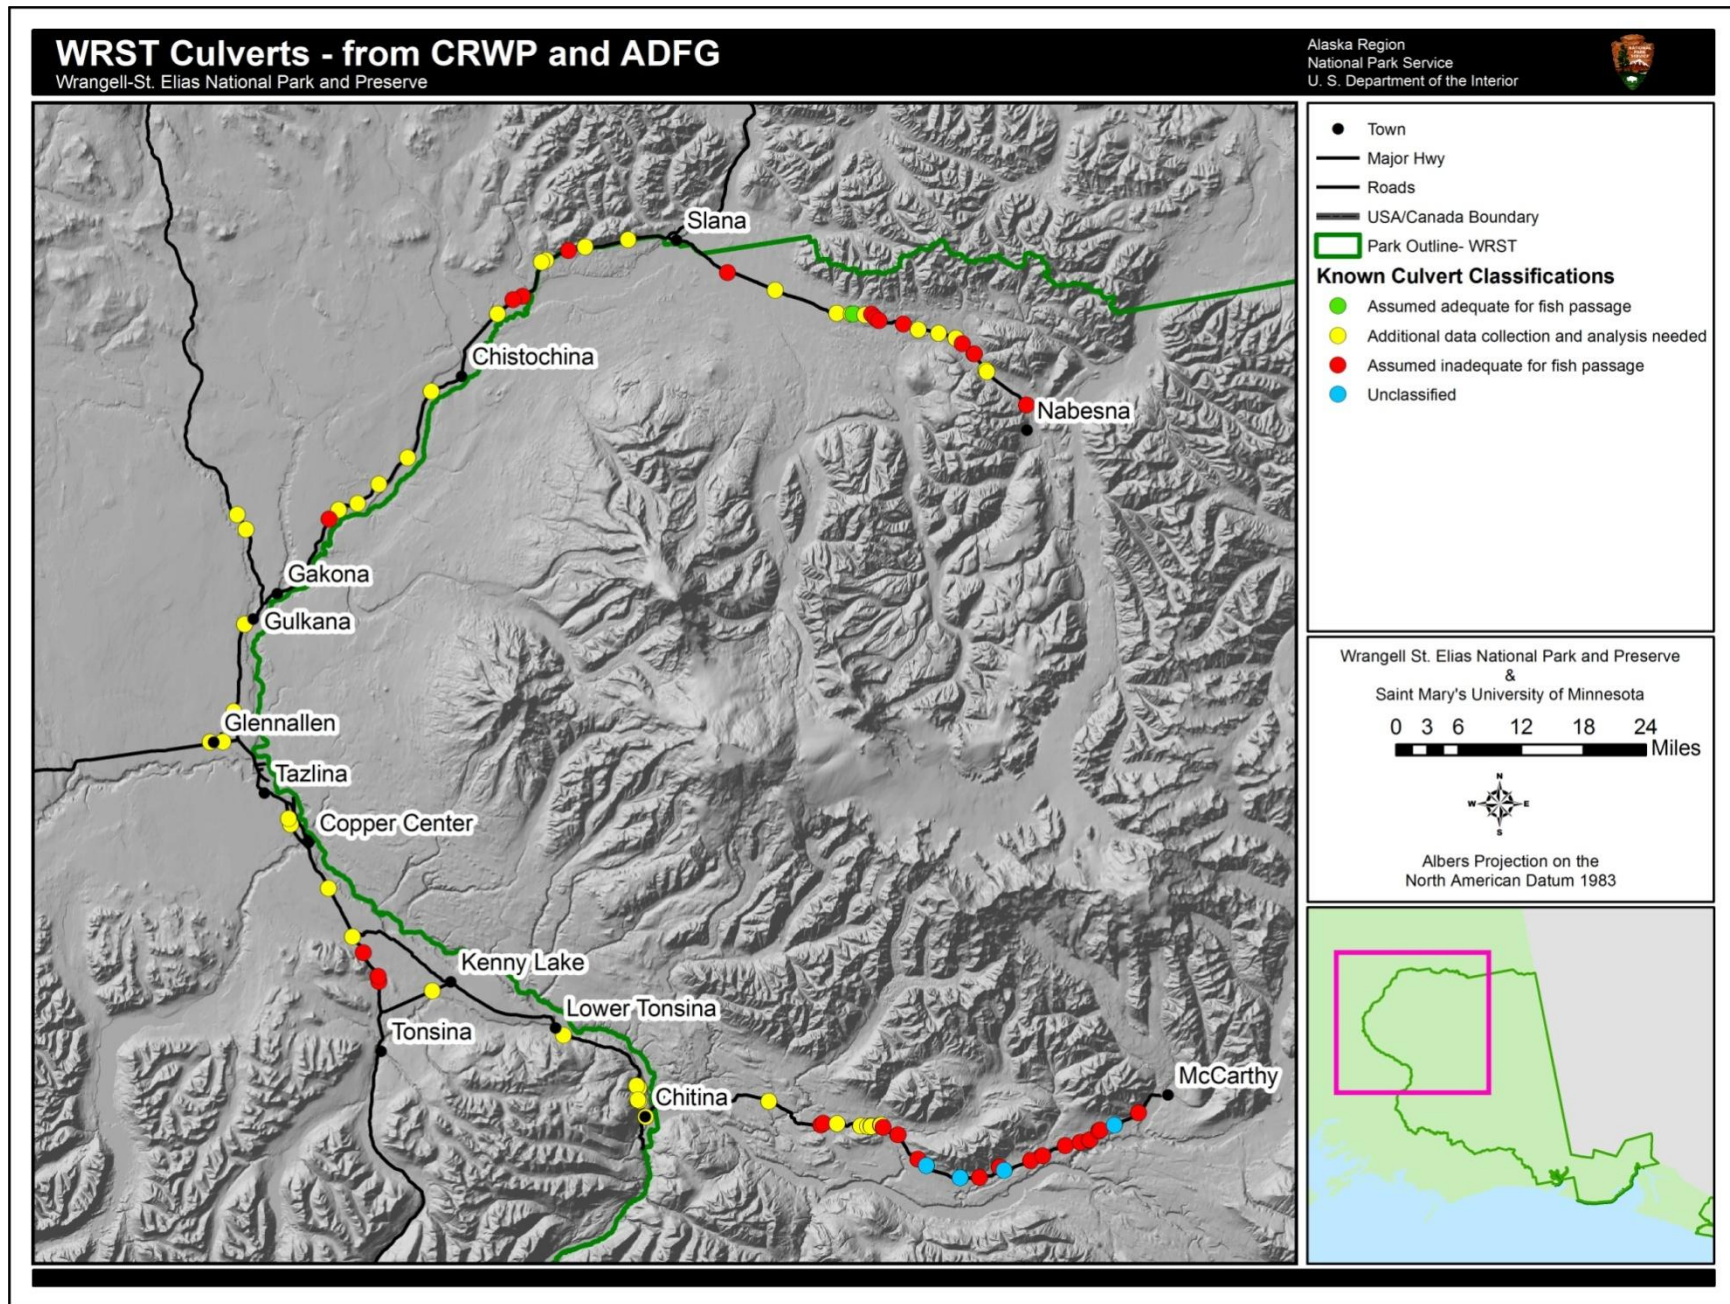 WRST Culverts - from CRWP and ADFG
Wrangell-St. Elias National Park and Preserve
Alaska Region
National Park Service
U. S. Department of the Interior
NATIONAL
PARK
SERVICE
Town
Major Hwy
Roads
USA/Canada Boundary
Park Outline- WRST
Known Culvert Classifications
Assumed adequate for fish passage
Additional data collection and analysis needed
Assumed inadequate for fish passage
Unclassified
Slana
Chistochina
Nabesna
Gakona
Gulkana
Glennallen
Tazlina
Copper Center
Kenny Lake
Lower Tonsina
Tonsina
Chitina
McCarthy
Wrangell St. Elias National Park and Preserve
&
Saint Mary's University of Minnesota
0 3 6 12 18 24
Miles
N
W E
S
Albers Projection on the
North American Datum 1983